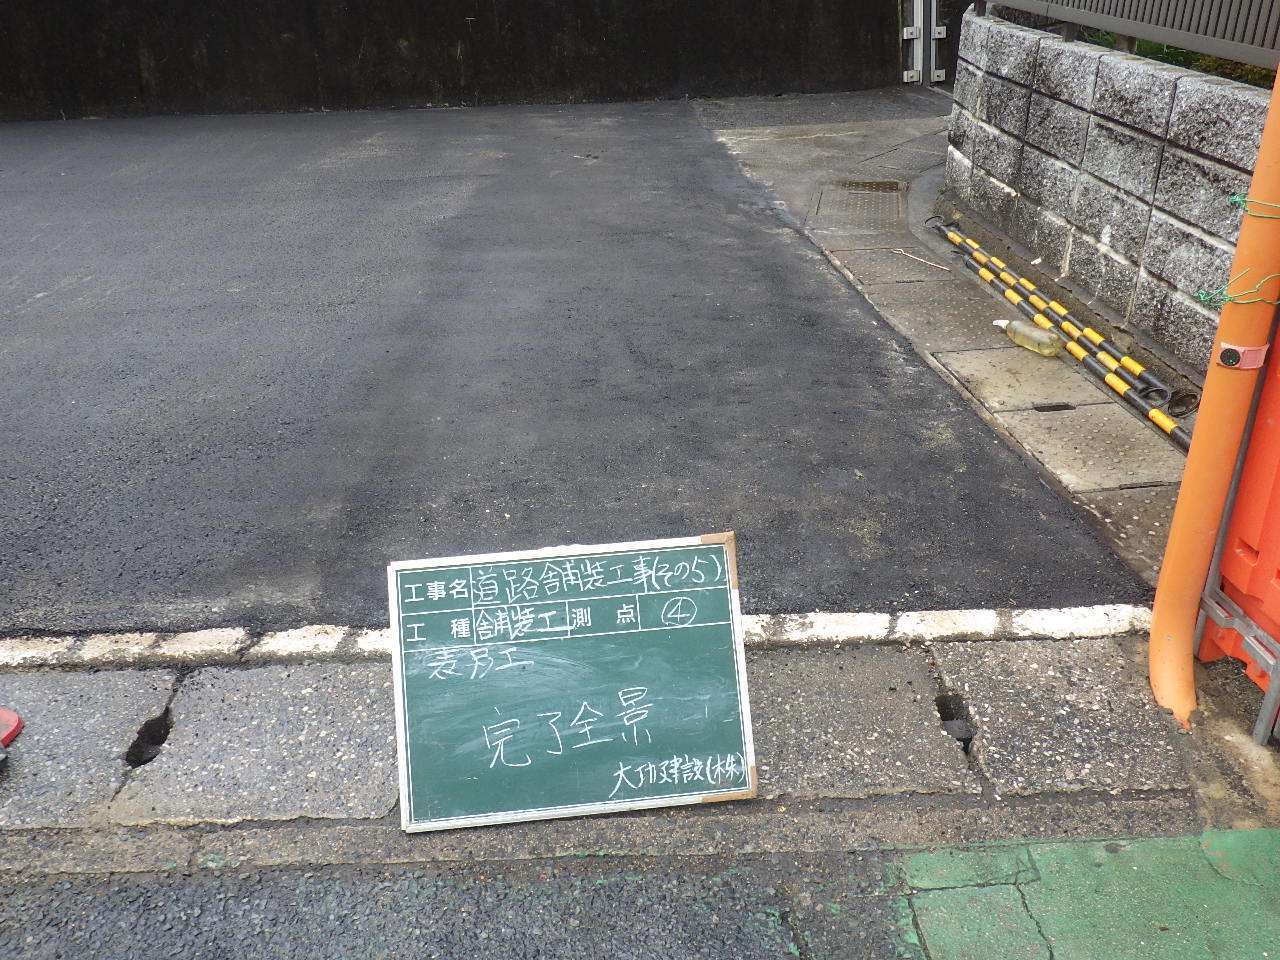 工事名 道路舗装工事(その5)
工種 舗装工 測点 ④
表層工
完了全景
大功建設(株)